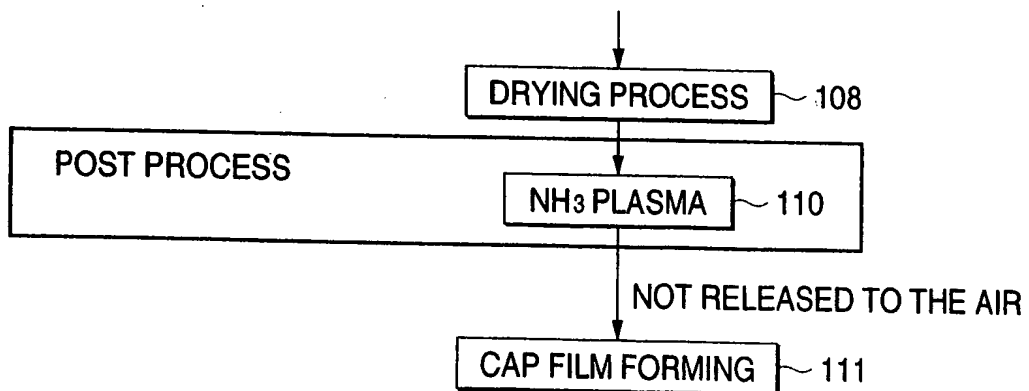 DRYING PROCESS 108
POST PROCESS
NH3 PLASMA 110
NOT RELEASED TO THE AIR
CAP FILM FORMING 111